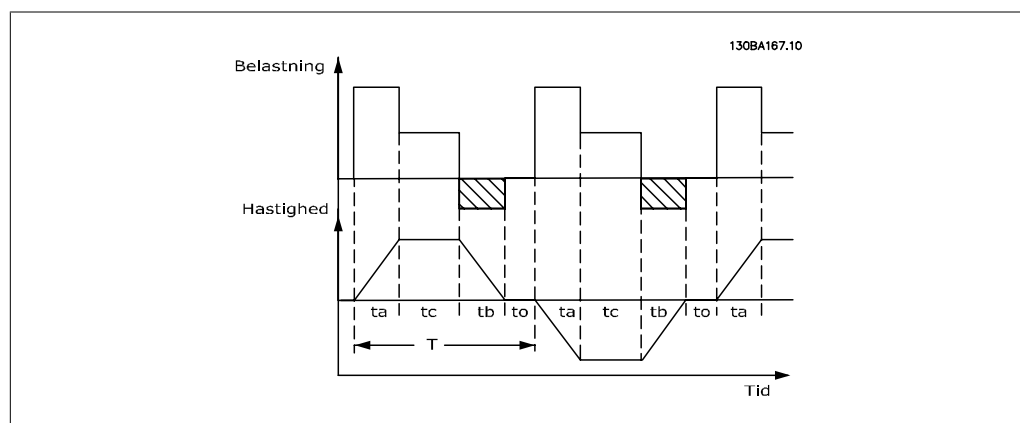 130BA167.10
Belastning
Hastighed
ta tc tb to ta tc tb to ta
T
Tid